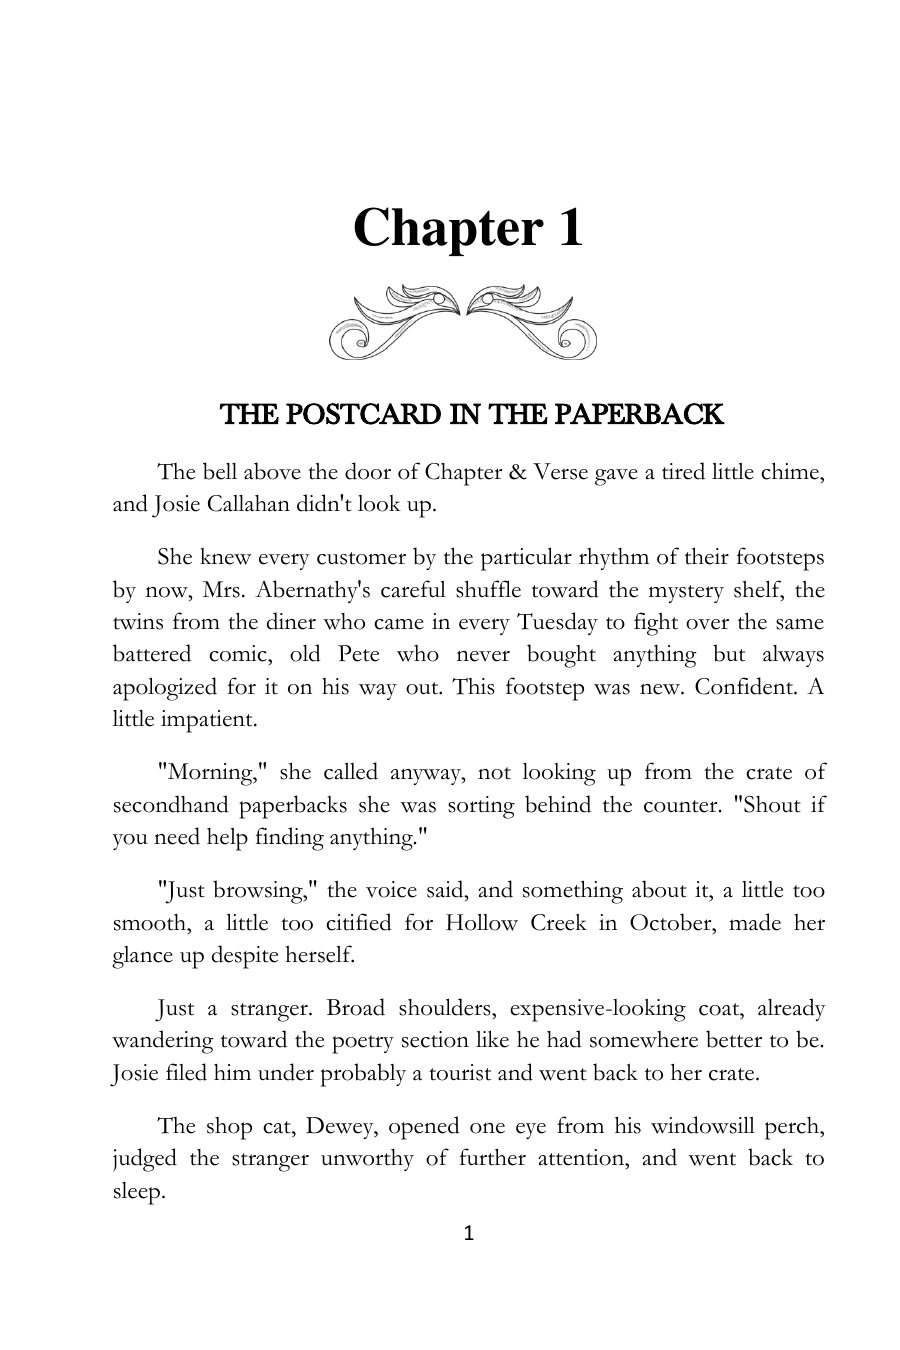 Chapter 1
THE POSTCARD IN THE PAPERBACK
The bell above the door of Chapter & Verse gave a tired little chime,
and Josie Callahan didn't look up.
She knew every customer by the particular rhythm of their footsteps
by now, Mrs. Abernathy's careful shuffle toward the mystery shelf, the
twins from the diner who came in every Tuesday to fight over the same
battered comic, old Pete who never bought anything but always
apologized for it on his way out. This footstep was new. Confident. A
little impatient.
"Morning," she called anyway, not looking up from the crate of
secondhand paperbacks she was sorting behind the counter. "Shout if
you need help finding anything."
"Just browsing," the voice said, and something about it, a little too
smooth, a little too citified for Hollow Creek in October, made her
glance up despite herself.
Just a stranger. Broad shoulders, expensive-looking coat, already
wandering toward the poetry section like he had somewhere better to be.
Josie filed him under probably a tourist and went back to her crate.
The shop cat, Dewey, opened one eye from his windowsill perch,
judged the stranger unworthy of further attention, and went back to
sleep.
1